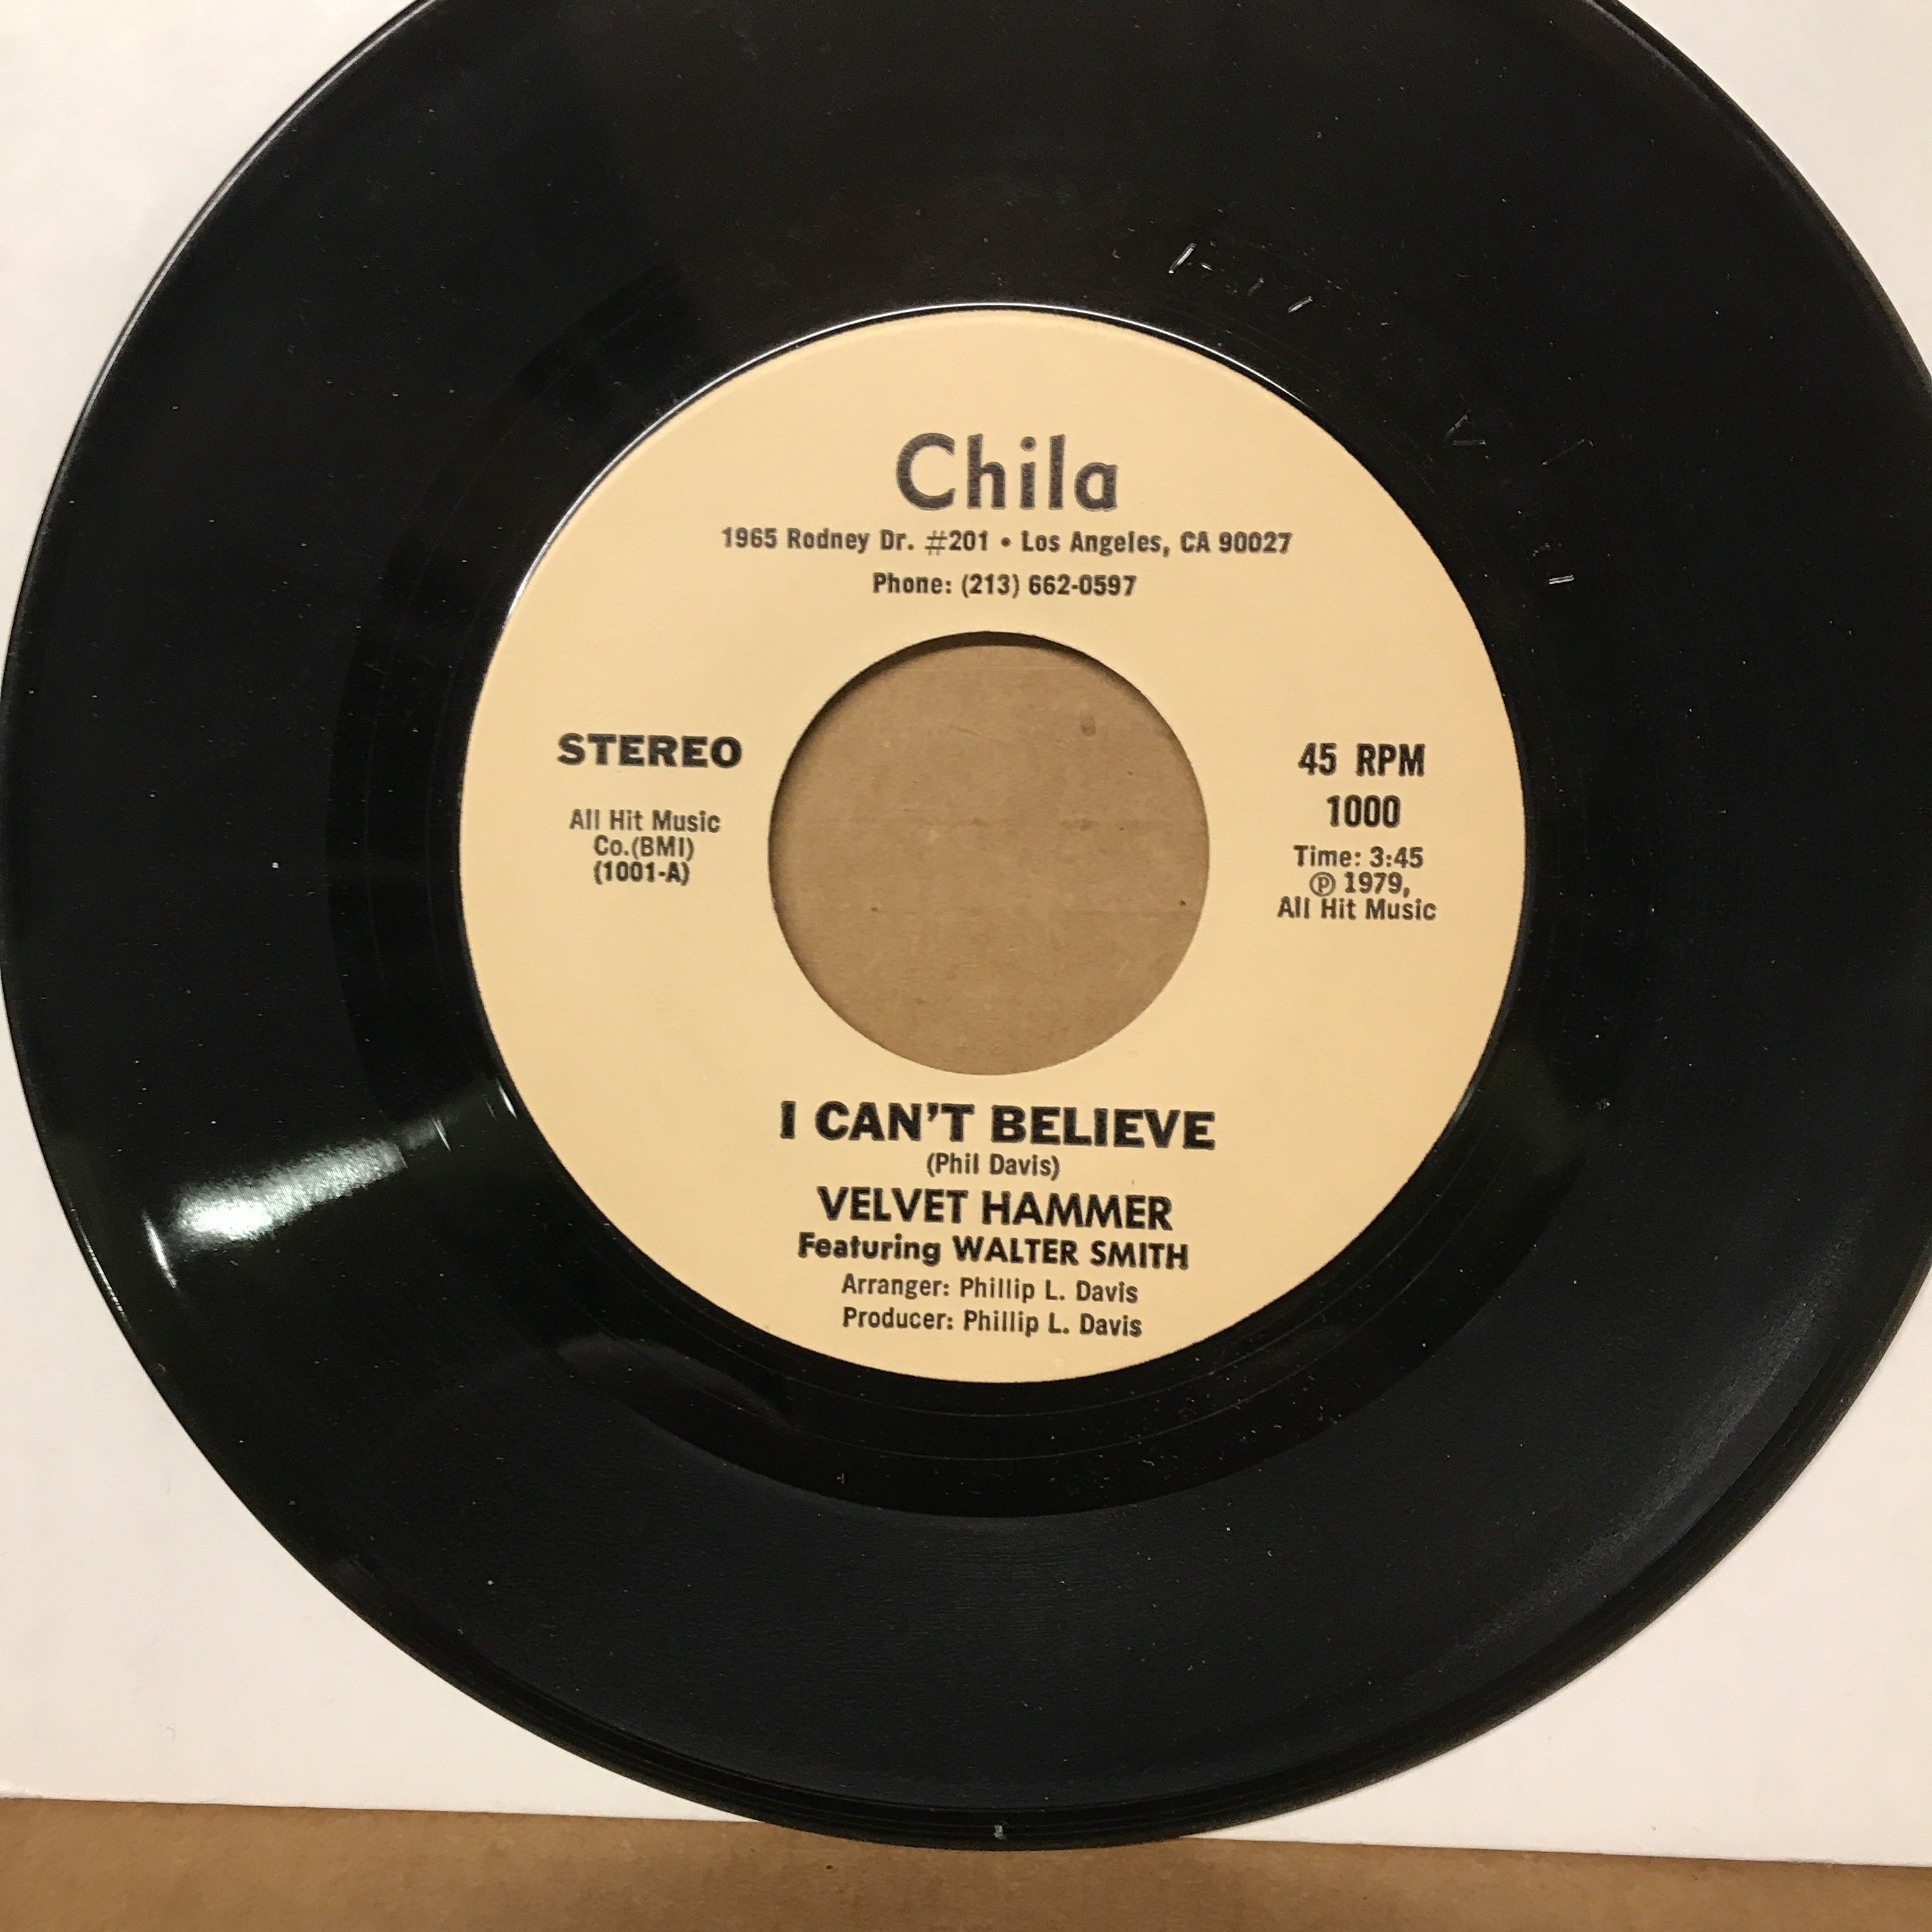 Chila
1965 Rodney Dr. #201 • Los Angeles, CA 90027
Phone: (213) 662-0597
STEREO
All Hit Music
Co.(BMI)
(1001-A)
45 RPM
1000
Time: 3:45
℗ 1979,
All Hit Music
I CAN'T BELIEVE
(Phil Davis)
VELVET HAMMER
Featuring WALTER SMITH
Arranger: Phillip L. Davis
Producer: Phillip L. Davis